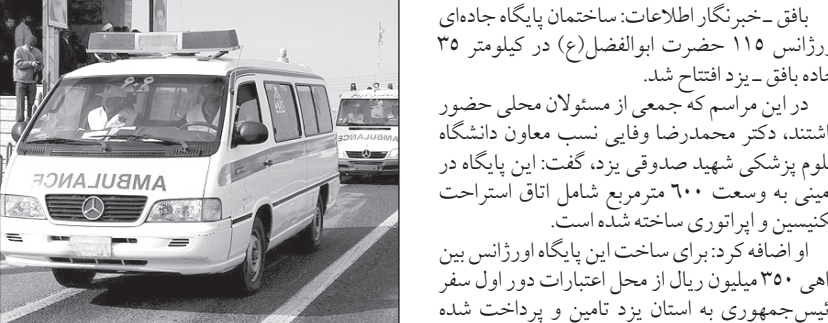 بافق ـ خبرنگار اطلاعات: ساختمان پایگاه جاده‌ای
ورژانس ۱۱۵ حضرت ابوالفضل(ع) در کیلومتر ۳۵
جاده بافق ـ یزد افتتاح شد.
در این مراسم که جمعی از مسئولان محلی حضور
اشتند، دکتر محمدرضا وفایی نسب معاون دانشگاه
لوم پزشکی شهید صدوقی یزد، گفت: این پایگاه در
مینی به وسعت ۶۰۰ مترمربع شامل اتاق استراحت
کنیسین و اپراتوری ساخته شده است.
او اضافه کرد: برای ساخت این پایگاه اورژانس بین
اهی ۳۵۰ میلیون ریال از محل اعتبارات دور اول سفر
ئیس‌جمهوری به استان یزد تامین و پرداخت شده
AMBULANCE
AMBULANCE